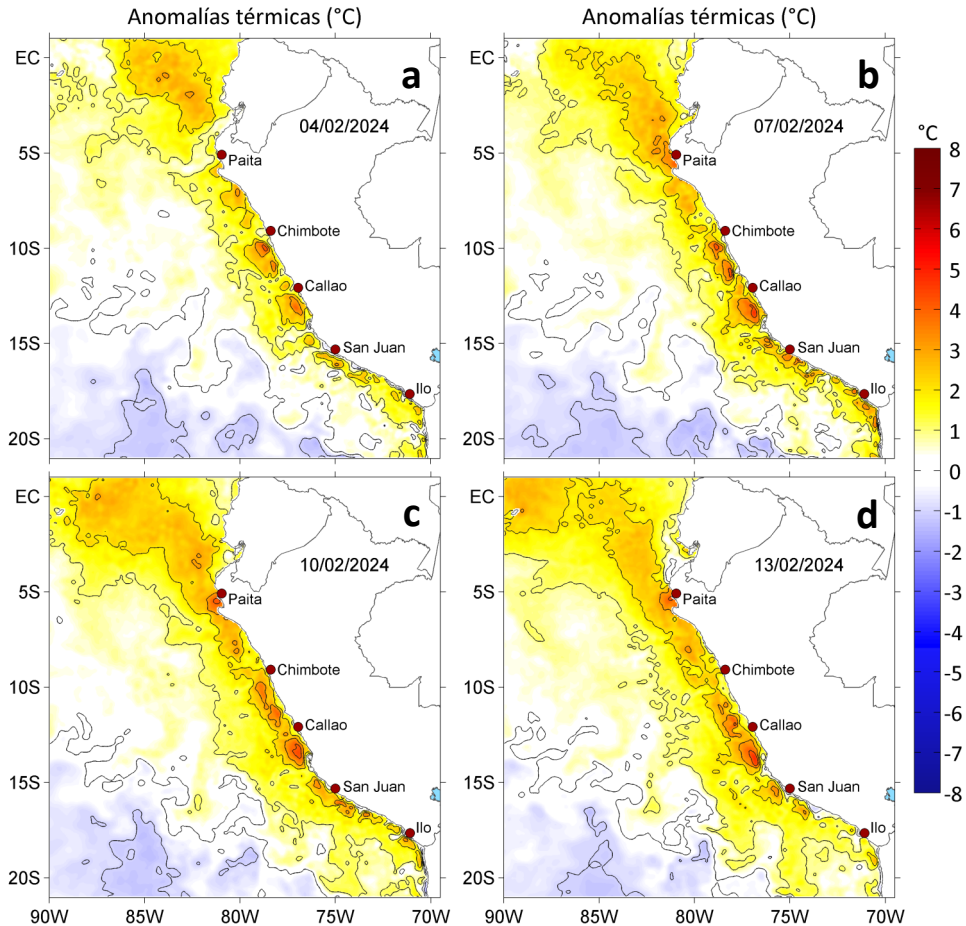 Anomalías térmicas (°C)
Anomalías térmicas (°C)
EC
5S
10S
15S
20S
a
04/02/2024
Paita
Chimbote
Callao
San Juan
Ilo
EC
5S
10S
15S
20S
b
07/02/2024
Paita
Chimbote
Callao
San Juan
Ilo
°C
8
7
6
5
4
3
2
1
0
-1
-2
-3
-4
-5
-6
-7
-8
EC
5S
10S
15S
20S
c
10/02/2024
Paita
Chimbote
Callao
San Juan
Ilo
90W 85W 80W 75W 70W
EC
5S
10S
15S
20S
d
13/02/2024
Paita
Chimbote
Callao
San Juan
Ilo
90W 85W 80W 75W 70W